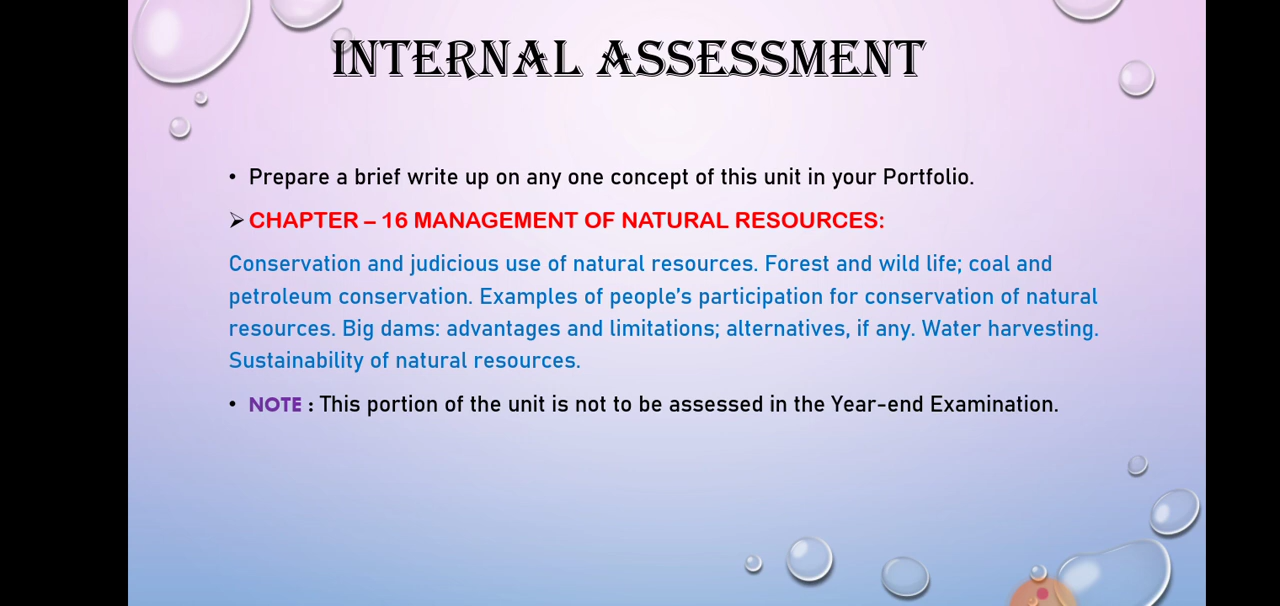 INTERNAL ASSESSMENT
• Prepare a brief write up on any one concept of this unit in your Portfolio.
➢ CHAPTER – 16 MANAGEMENT OF NATURAL RESOURCES:
Conservation and judicious use of natural resources. Forest and wild life; coal and
petroleum conservation. Examples of people's participation for conservation of natural
resources. Big dams: advantages and limitations; alternatives, if any. Water harvesting.
Sustainability of natural resources.
• NOTE : This portion of the unit is not to be assessed in the Year-end Examination.